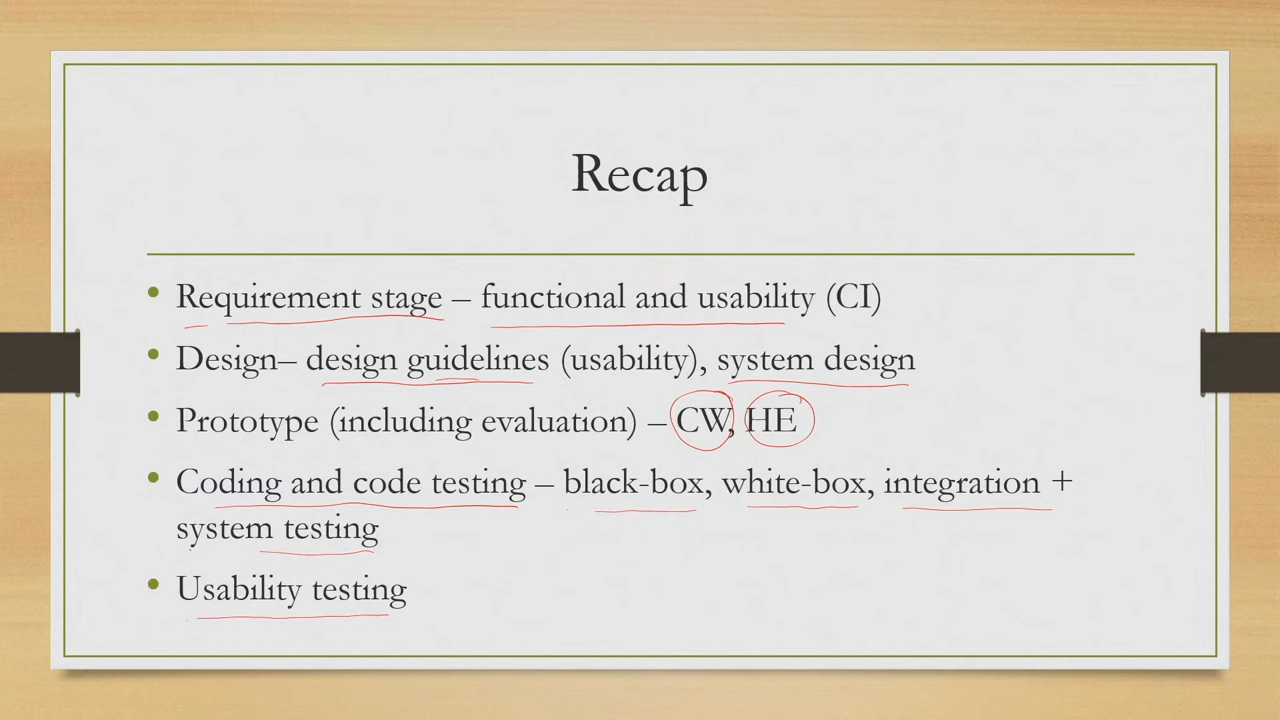 Recap
• Requirement stage – functional and usability (CI)
• Design– design guidelines (usability), system design
• Prototype (including evaluation) – CW, HE
• Coding and code testing – black-box, white-box, integration +
system testing
• Usability testing